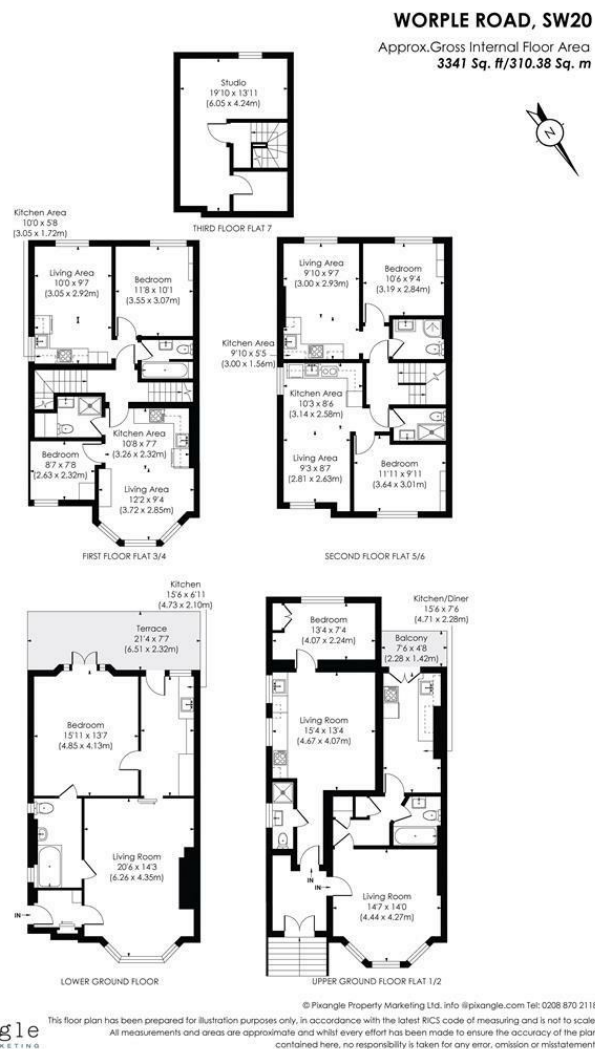 WORPLE ROAD, SW20
Approx.Gross Internal Floor Area
3341 Sq. ft/310.38 Sq. m
N
Studio
19'10 x 13'11
(6.05 x 4.24m)
THIRD FLOOR FLAT 7
Kitchen Area
10'0 x 5'8
(3.05 x 1.72m)
Living Area
10'0 x 9'7
(3.05 x 2.92m)
Bedroom
11'8 x 10'1
(3.55 x 3.07m)
Kitchen Area
10'8 x 7'7
(3.26 x 2.32m)
Bedroom
8'7 x 7'8
(2.63 x 2.32m)
Living Area
12'2 x 9'4
(3.72 x 2.85m)
FIRST FLOOR FLAT 3/4
Living Area
9'10 x 9'7
(3.00 x 2.93m)
Bedroom
10'6 x 9'4
(3.19 x 2.84m)
Kitchen Area
9'10 x 5'5
(3.00 x 1.56m)
Kitchen Area
10'3 x 8'6
(3.14 x 2.58m)
Living Area
9'3 x 8'7
(2.81 x 2.63m)
Bedroom
11'11 x 9'11
(3.64 x 3.01m)
SECOND FLOOR FLAT 5/6
Kitchen
15'6 x 6'11
(4.73 x 2.10m)
Terrace
21'4 x 7'7
(6.51 x 2.32m)
Bedroom
15'11 x 13'7
(4.85 x 4.13m)
Living Room
20'6 x 14'3
(6.26 x 4.35m)
IN
LOWER GROUND FLOOR
Kitchen/Diner
15'6 x 7'6
(4.71 x 2.28m)
Bedroom
13'4 x 7'4
(4.07 x 2.24m)
Balcony
7'6 x 4'8
(2.28 x 1.42m)
Living Room
15'4 x 13'4
(4.67 x 4.07m)
IN
IN
Living Room
14'7 x 14'0
(4.44 x 4.27m)
UPPER GROUND FLOOR FLAT 1/2
© Pixangle Property Marketing Ltd. info @pixangle.com Tel: 0208 870 2118
This floor plan has been prepared for illustration purposes only, in accordance with the latest RICS code of measuring and is not to scale
All measurements and areas are approximate and whilst every effort has been made to ensure the accuracy of the plan
contained here, no responsibility is taken for any error, omission or misstatement
gle
KETING